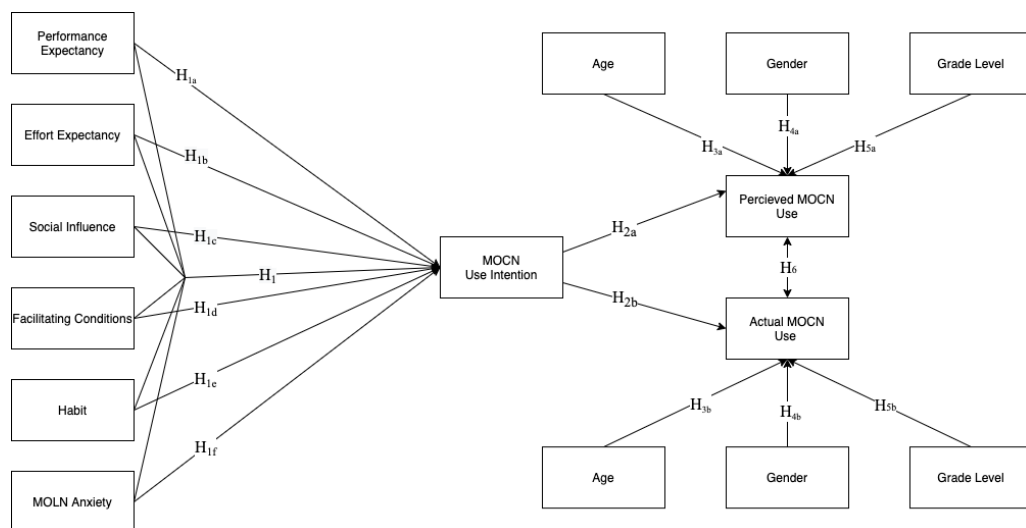 Performance
Expectancy
Effort Expectancy
Social Influence
Facilitating Conditions
Habit
MOLN Anxiety
H1a
H1b
H1c
H1
H1d
H1e
H1f
MOCN
Use Intention
H2a
H2b
Age
Gender
Grade Level
H3a
H4a
H5a
Percieved MOCN
Use
H6
Actual MOCN
Use
H3b
H4b
H5b
Age
Gender
Grade Level